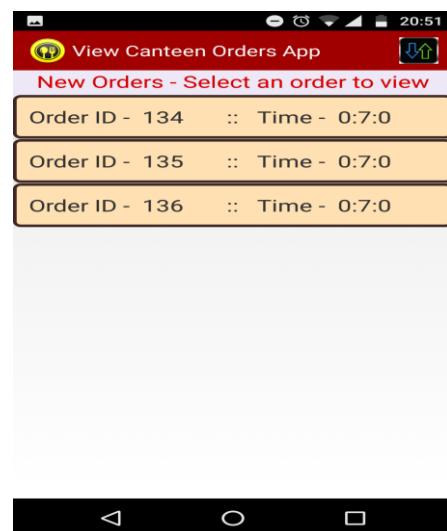 20:51
View Canteen Orders App
New Orders - Select an order to view
Order ID - 134 :: Time - 0:7:0
Order ID - 135 :: Time - 0:7:0
Order ID - 136 :: Time - 0:7:0